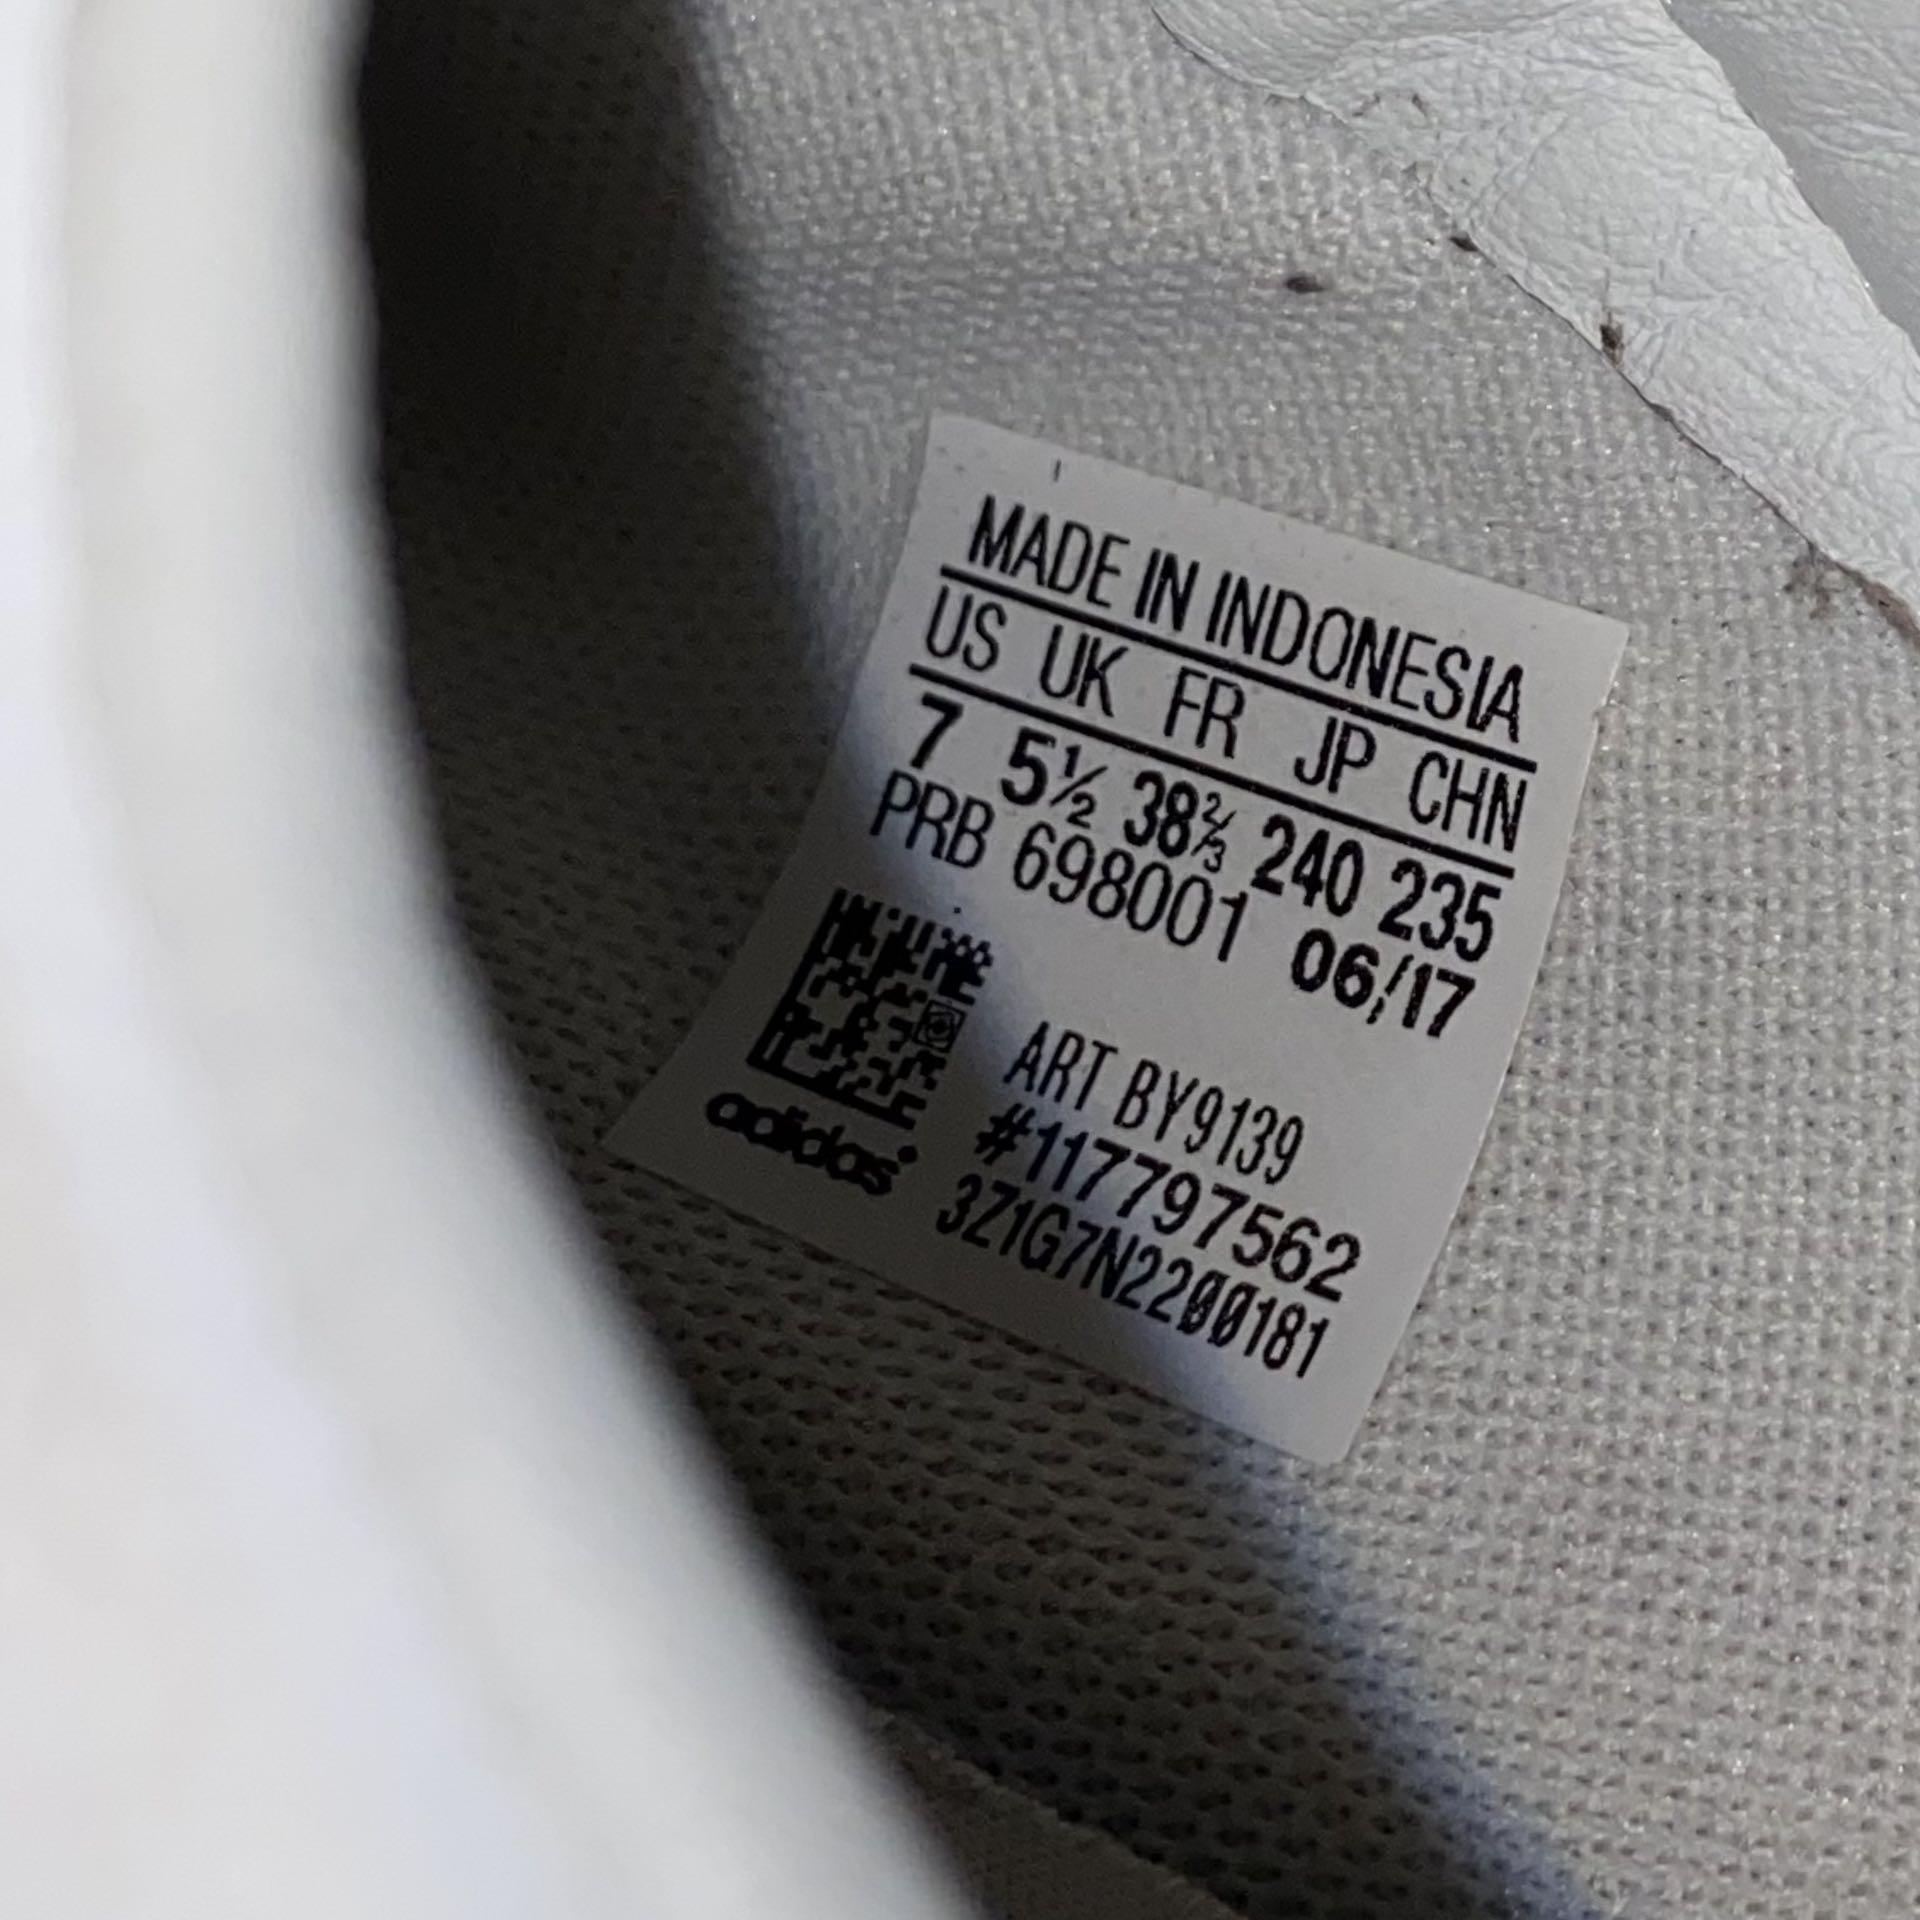 MADE IN INDONESIA
US UK FR JP CHN
7 5½ 38⅔ 240 235
PRB 698001 06/17
ART BY9139
#117797562
3Z1G7N2200181
adidas